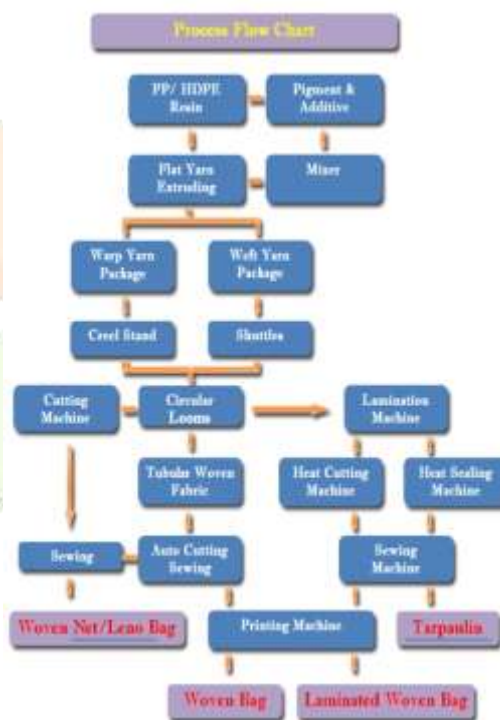 Process Flow Chart
PP/ HDPE
Resin
Pigment &
Additive
Flat Yarn
Extruding
Mixer
Warp Yarn
Package
Weft Yarn
Package
Creel Stand
Shuttles
Cutting
Machine
Circular
Looms
Lamination
Machine
Tubular Woven
Fabric
Heat Cutting
Machine
Heat Sealing
Machine
Sewing
Auto Cutting
Sewing
Sewing
Machine
Woven Net/Leno Bag
Printing Machine
Tarpaulin
Woven Bag
Laminated Woven Bag